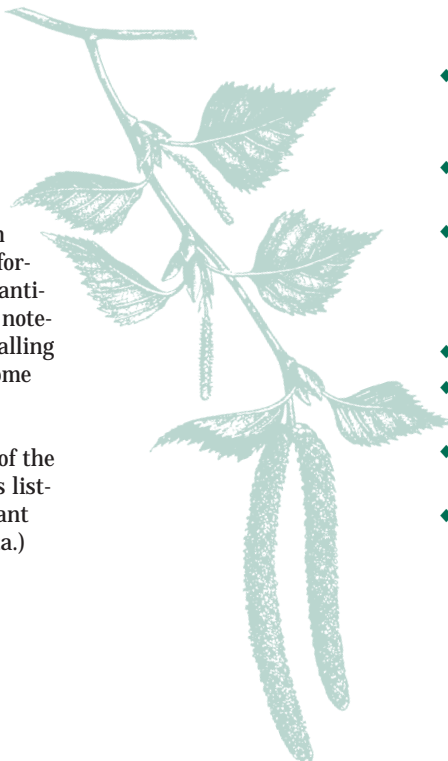 n
for-
anti-
note-
alling
ome
of the
s list-
ant
a.)